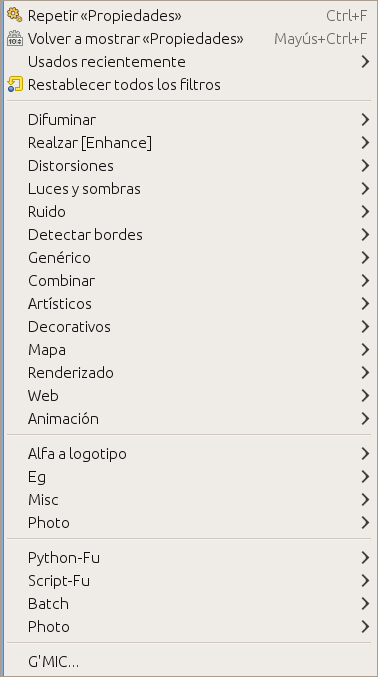 Repetir «Propiedades» Ctrl+F
Volver a mostrar «Propiedades» Mayús+Ctrl+F
Usados recientemente
Restablecer todos los filtros
Difuminar
Realzar [Enhance]
Distorsiones
Luces y sombras
Ruido
Detectar bordes
Genérico
Combinar
Artísticos
Decorativos
Mapa
Renderizado
Web
Animación
Alfa a logotipo
Eg
Misc
Photo
Python-Fu
Script-Fu
Batch
Photo
G'MIC...